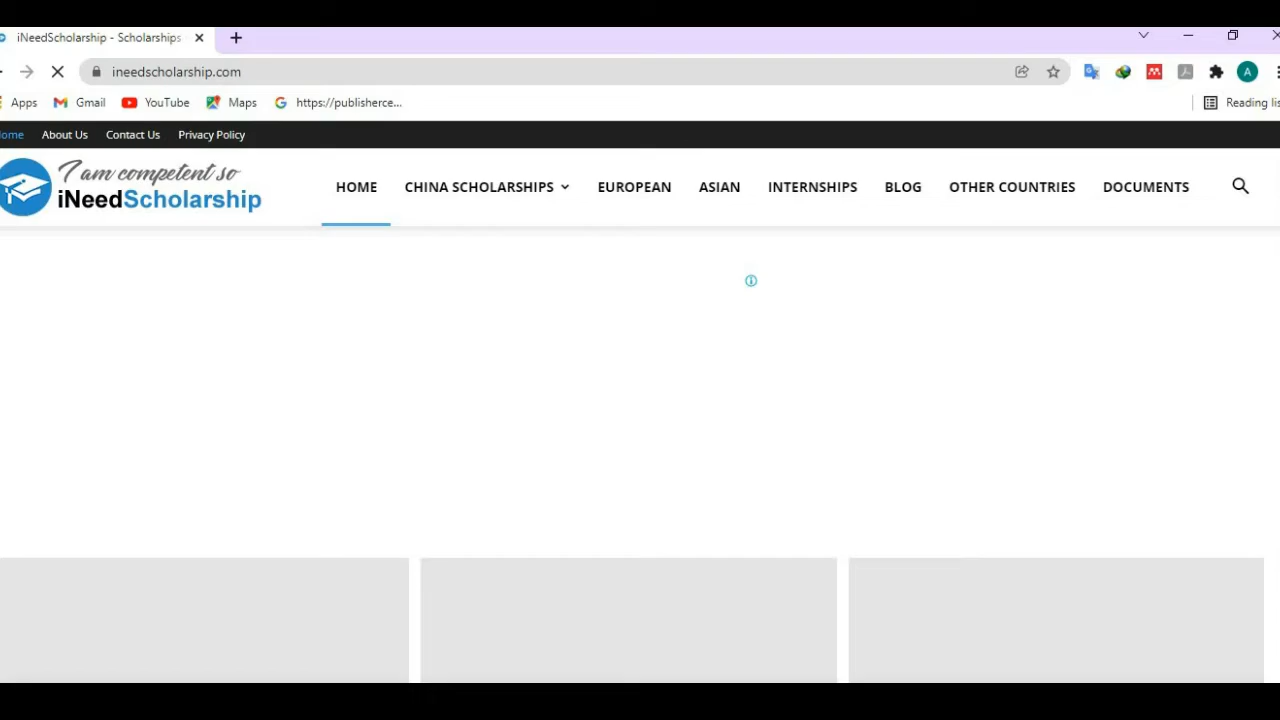 iNeedScholarship - Scholarships
ineedscholarship.com
A
Apps Gmail YouTube Maps G https://publisherce... Reading lis
ome About Us Contact Us Privacy Policy
I am competent so
iNeedScholarship
HOME CHINA SCHOLARSHIPS EUROPEAN ASIAN INTERNSHIPS BLOG OTHER COUNTRIES DOCUMENTS